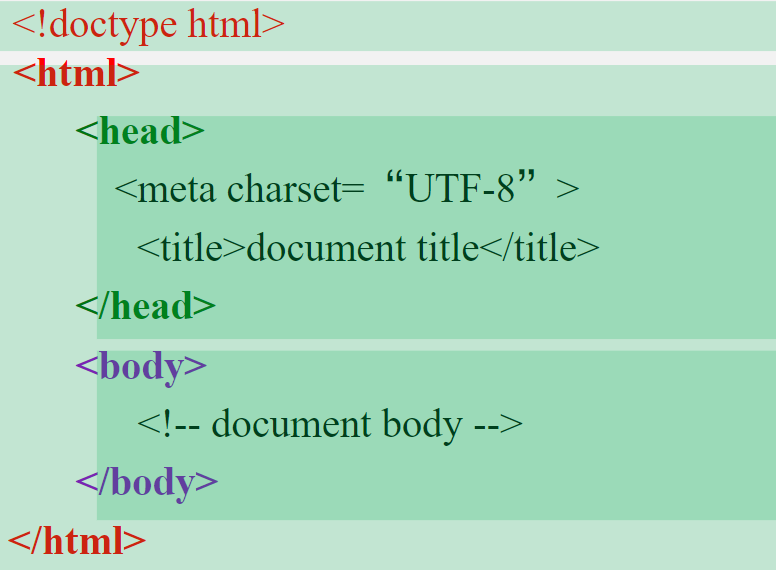 <!doctype html>
<html>
<head>
<meta charset= “UTF-8” >
<title>document title</title>
</head>
<body>
<!-- document body -->
</body>
</html>